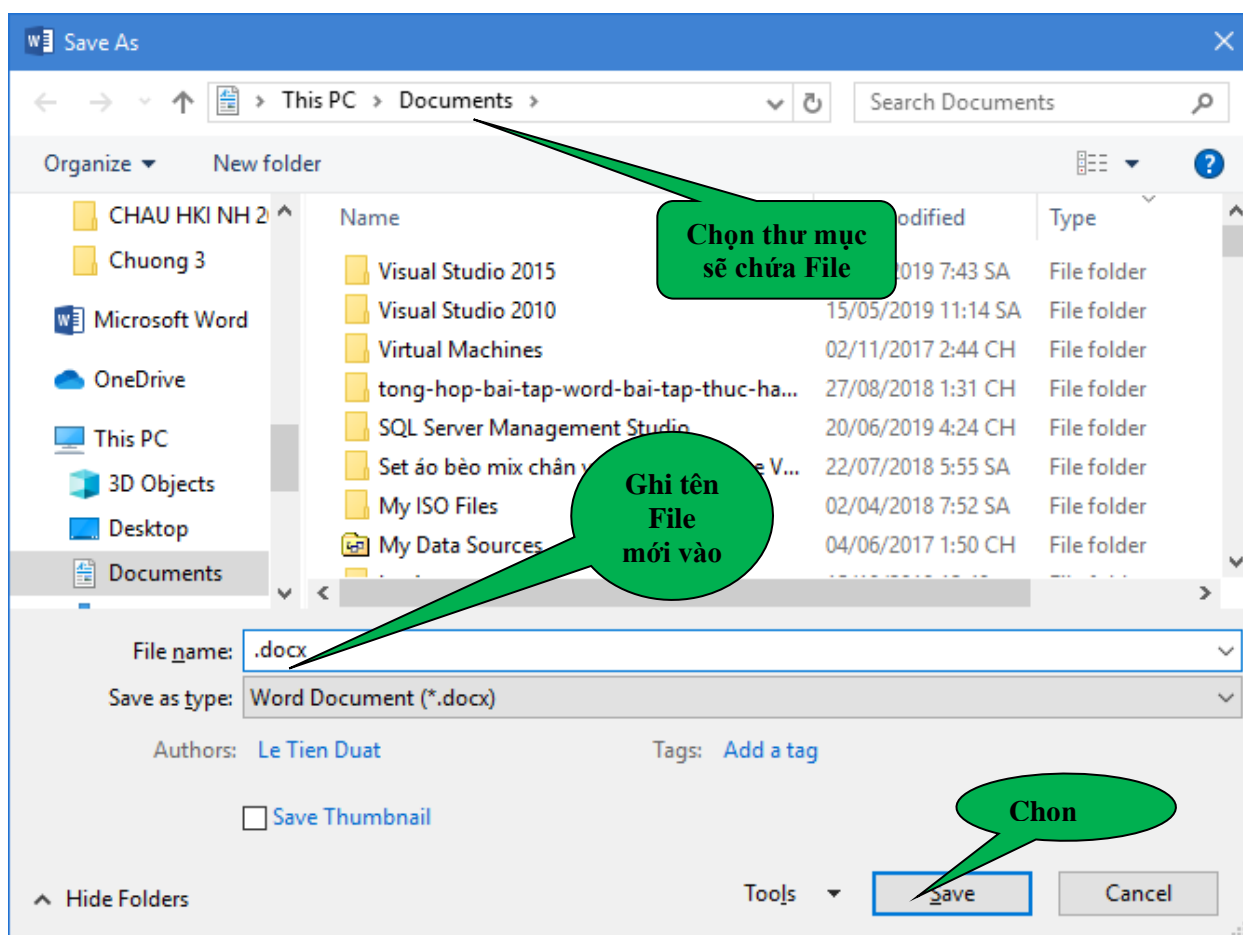 Save As
This PC > Documents >
Search Documents
Organize
New folder
CHAU HKI NH 2
Chuong 3
Microsoft Word
OneDrive
This PC
3D Objects
Desktop
Documents
Name
odified
Type
Chọn thư mục
sẽ chứa File
Visual Studio 2015
2019 7:43 SA
File folder
Visual Studio 2010
15/05/2019 11:14 SA
File folder
Virtual Machines
02/11/2017 2:44 CH
File folder
tong-hop-bai-tap-word-bai-tap-thuc-ha...
27/08/2018 1:31 CH
File folder
SQL Server Management Studio
20/06/2019 4:24 CH
File folder
Set áo bèo mix chân v
e V...
22/07/2018 5:55 SA
File folder
My ISO Files
02/04/2018 7:52 SA
File folder
My Data Sources
04/06/2017 1:50 CH
File folder
Ghi tên
File
mới vào
File name: .docx
Save as type: Word Document (*.docx)
Authors: Le Tien Duat
Tags: Add a tag
Save Thumbnail
Chon
Hide Folders
Tools
Save
Cancel